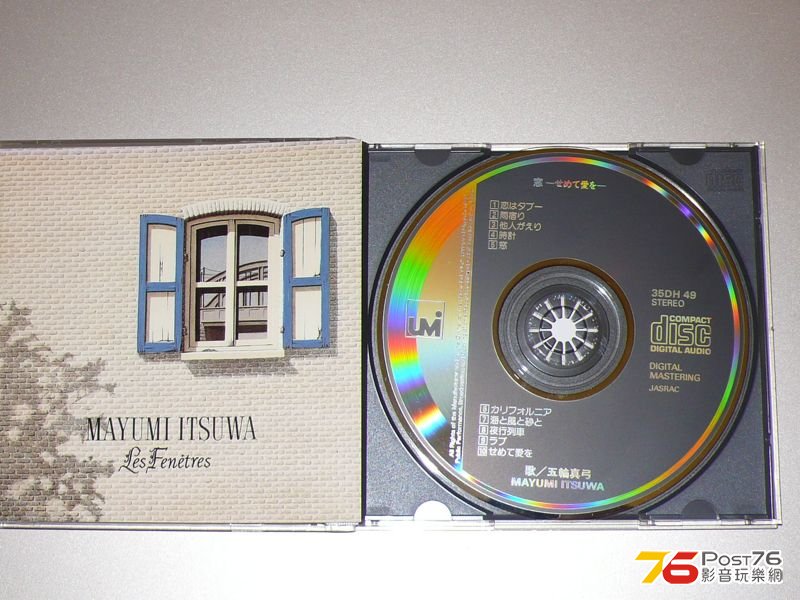 MAYUMI ITSUWA
Les Fenêtres
窓 ―せめて愛を―
1 恋はタブー
2 雨宿り
3 他人がえり
4 時計
5 窓
UMI
35DH 49
STEREO
COMPACT
disc
DIGITAL AUDIO
DIGITAL
MASTERING
JASRAC
6 カリフォルニア
7 海と風と砂と
8 夜行列車
9 ラブ
10 せめて愛を
歌／五輪真弓
MAYUMI ITSUWA
76 POST76
影音玩樂網